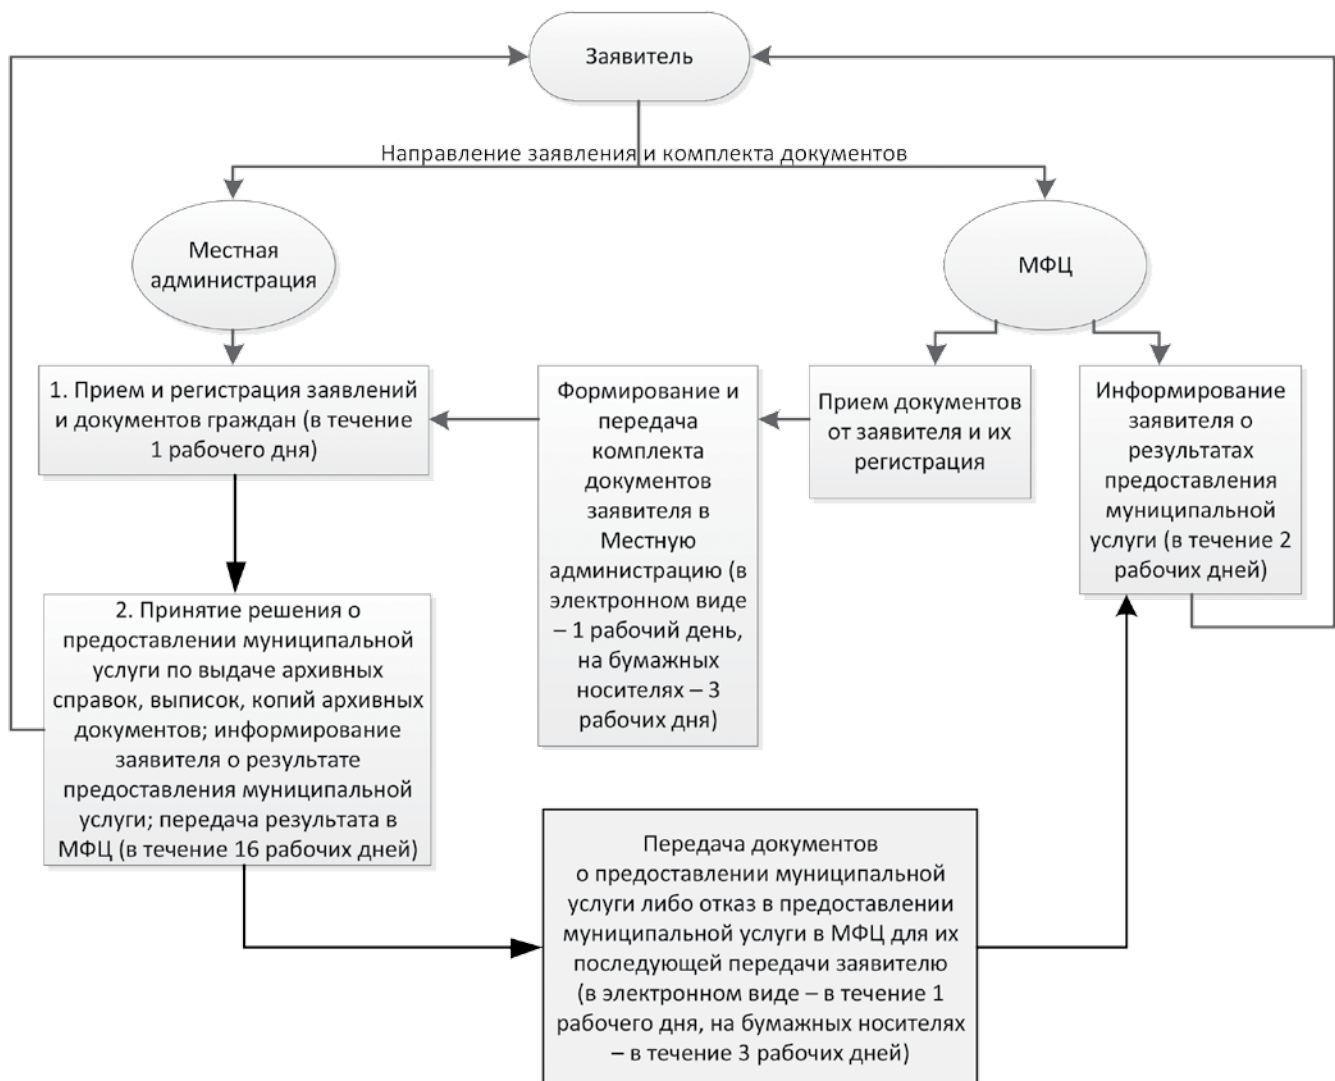 Заявитель
Направление заявления и комплекта документов
Местная
администрация
МФЦ
1. Прием и регистрация заявлений
и документов граждан (в течение
1 рабочего дня)
Формирование и
передача
комплекта
документов
заявителя в
Местную
администрацию (в
электронном виде
– 1 рабочий день,
на бумажных
носителях – 3
рабочих дня)
Прием документов
от заявителя и их
регистрация
Информирование
заявителя о
результатах
предоставления
муниципальной
услуги (в течение 2
рабочих дней)
2. Принятие решения о
предоставлении муниципальной
услуги по выдаче архивных
справок, выписок, копий архивных
документов; информирование
заявителя о результате
предоставления муниципальной
услуги; передача результата в
МФЦ (в течение 16 рабочих дней)
Передача документов
о предоставлении муниципальной
услуги либо отказ в предоставлении
муниципальной услуги в МФЦ для их
последующей передачи заявителю
(в электронном виде – в течение 1
рабочего дня, на бумажных носителях
– в течение 3 рабочих дней)